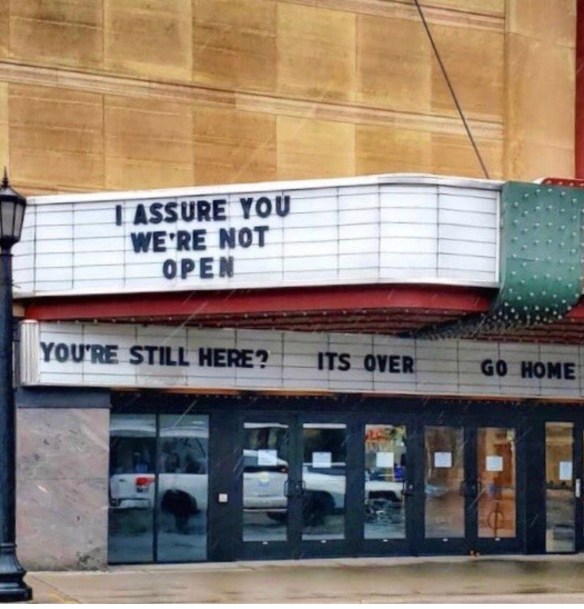 I ASSURE YOU
WE'RE NOT
OPEN
YOU'RE STILL HERE? ITS OVER GO HOME